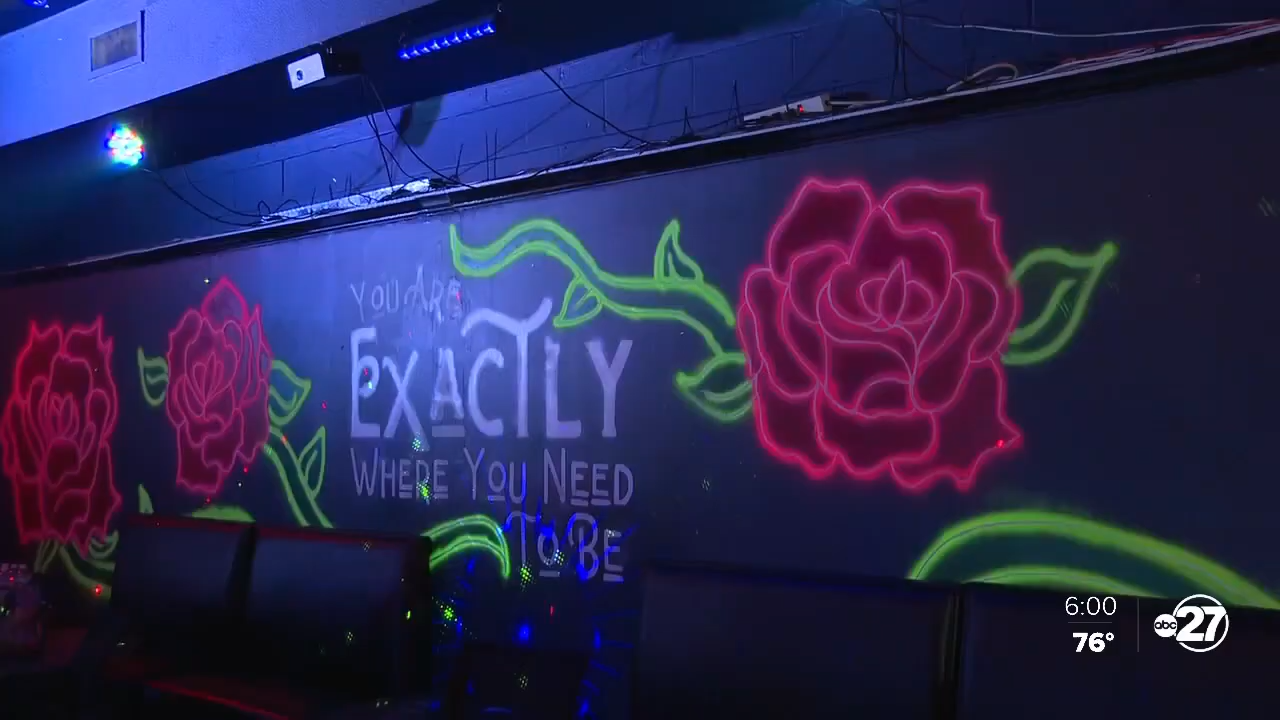 YOU ARE
EXACTLY
WHERE YOU NEED
TO BE
6:00
76°
abc 27